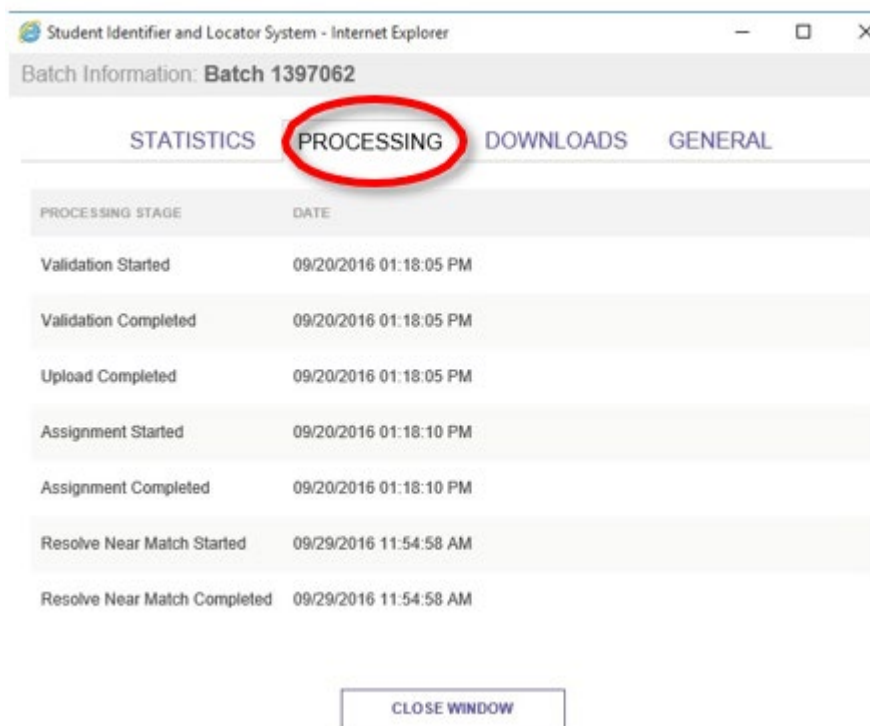 Student Identifier and Locator System - Internet Explorer
Batch Information: Batch 1397062
STATISTICS PROCESSING DOWNLOADS GENERAL
PROCESSING STAGE DATE
Validation Started 09/20/2016 01:18:05 PM
Validation Completed 09/20/2016 01:18:05 PM
Upload Completed 09/20/2016 01:18:05 PM
Assignment Started 09/20/2016 01:18:10 PM
Assignment Completed 09/20/2016 01:18:10 PM
Resolve Near Match Started 09/29/2016 11:54:58 AM
Resolve Near Match Completed 09/29/2016 11:54:58 AM
CLOSE WINDOW